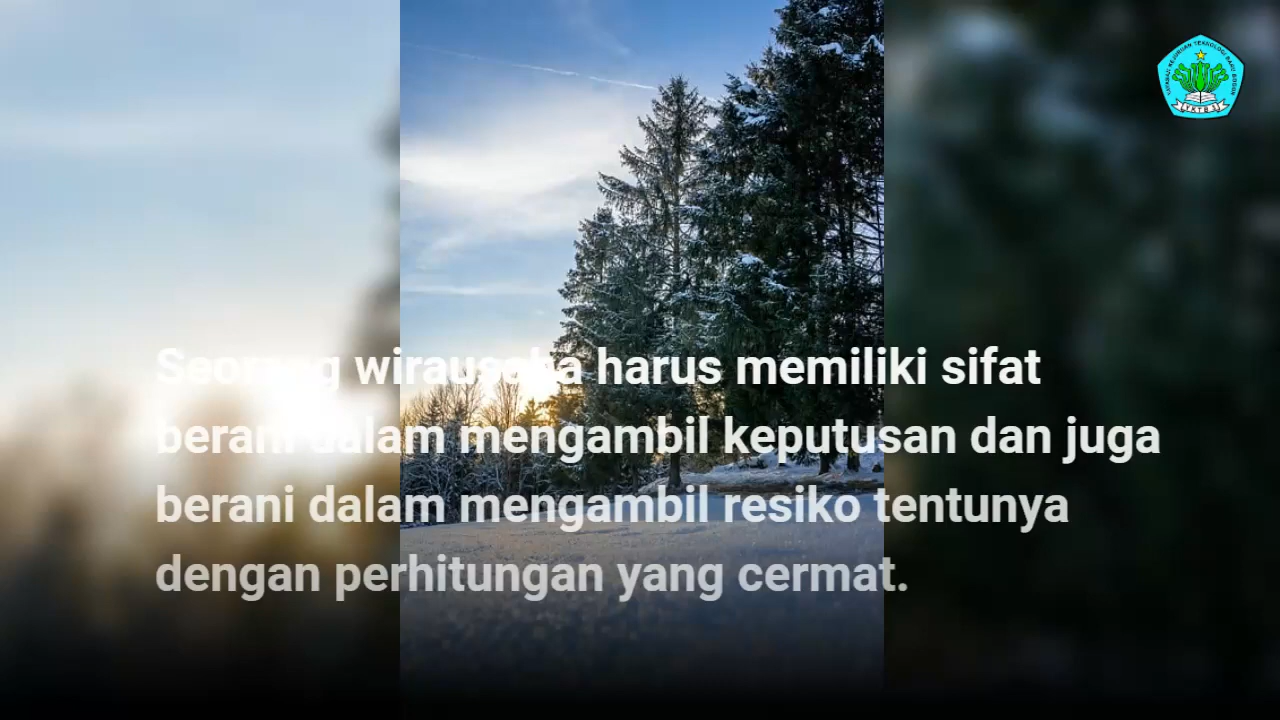 Seorang wirausaha harus memiliki sifat
berani dalam mengambil keputusan dan juga
berani dalam mengambil resiko tentunya
dengan perhitungan yang cermat.